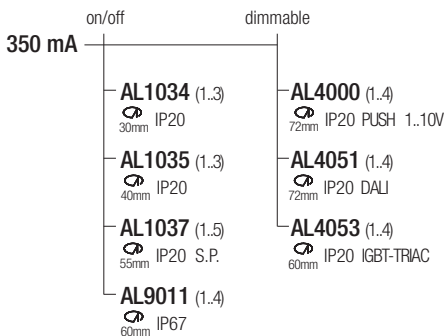 on/off
dimmable
350 mA
AL1034 (1..3)
30mm IP20
AL1035 (1..3)
40mm IP20
AL1037 (1..5)
55mm IP20 S.P.
AL9011 (1..4)
60mm IP67
AL4000 (1..4)
72mm IP20 PUSH 1..10V
AL4051 (1..4)
72mm IP20 DALI
AL4053 (1..4)
60mm IP20 IGBT-TRIAC